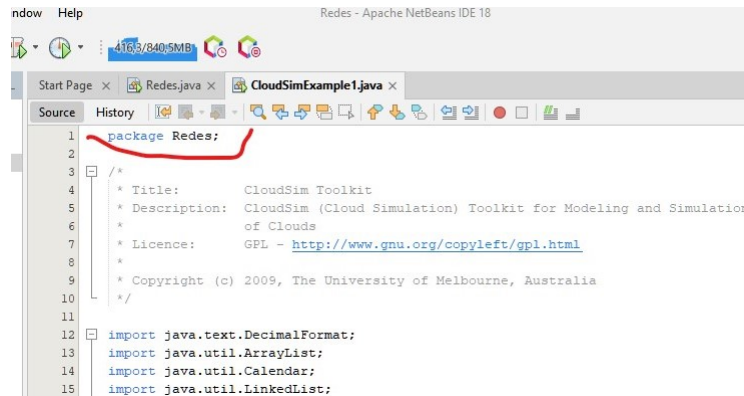 ndow Help Redes - Apache NetBeans IDE 18
416,3/840,5MB
Start Page × Redes.java × CloudSimExample1.java ×
Source History
1 package Redes;
2
3 /*
4 * Title: CloudSim Toolkit
5 * Description: CloudSim (Cloud Simulation) Toolkit for Modeling and Simulation
6 * of Clouds
7 * Licence: GPL - http://www.gnu.org/copyleft/gpl.html
8 *
9 * Copyright (c) 2009, The University of Melbourne, Australia
10 */
11
12 import java.text.DecimalFormat;
13 import java.util.ArrayList;
14 import java.util.Calendar;
15 import java.util.LinkedList;